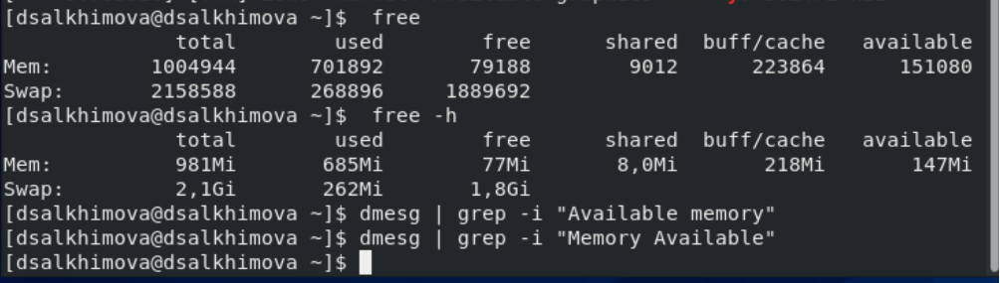 [dsalkhimova@dsalkhimova ~]$  free
total used free shared buff/cache available
Mem: 1004944 701892 79188 9012 223864 151080
Swap: 2158588 268896 1889692
[dsalkhimova@dsalkhimova ~]$  free -h
total used free shared buff/cache available
Mem: 981Mi 685Mi 77Mi 8,0Mi 218Mi 147Mi
Swap: 2,1Gi 262Mi 1,8Gi
[dsalkhimova@dsalkhimova ~]$ dmesg | grep -i "Available memory"
[dsalkhimova@dsalkhimova ~]$ dmesg | grep -i "Memory Available"
[dsalkhimova@dsalkhimova ~]$